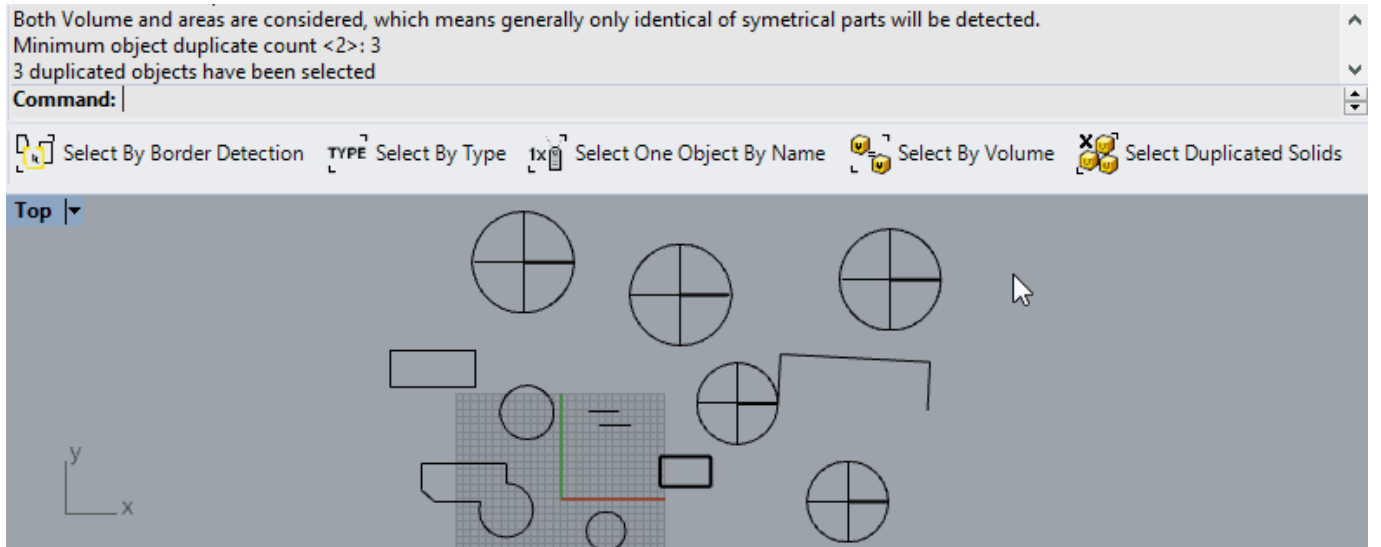 Both Volume and areas are considered, which means generally only identical of symetrical parts will be detected.
Minimum object duplicate count <2>: 3
3 duplicated objects have been selected
Command:
Select By Border Detection TYPE Select By Type 1x Select One Object By Name Select By Volume Select Duplicated Solids
Top
y
x